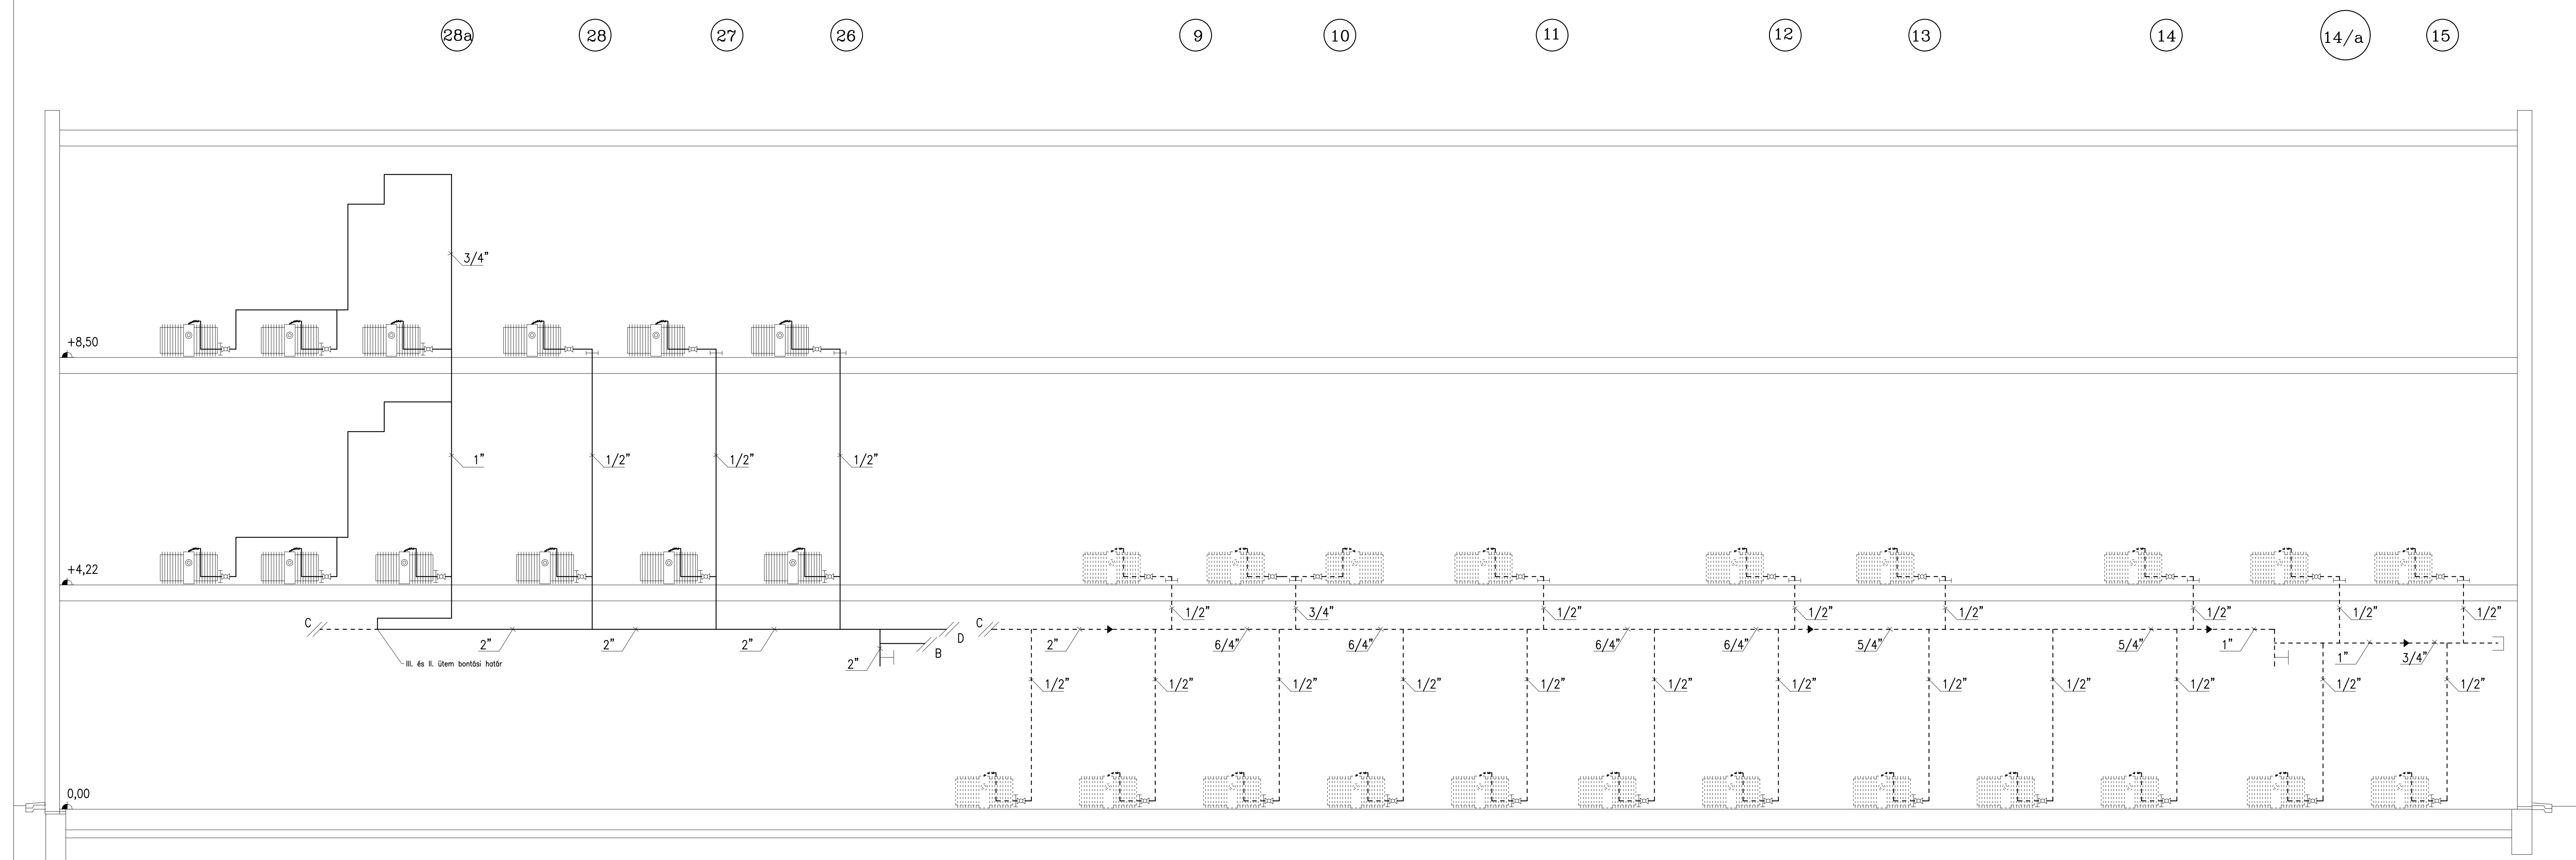 28a 28 27 26 9 10 11 12 13 14 14/a 15
3/4"
+8,50
1" 1/2" 1/2" 1/2"
+4,22
1/2" 3/4" 1/2" 1/2" 1/2" 1/2" 1/2" 1/2"
C D C
2" 2" 2" 2" 6/4" 6/4" 6/4" 6/4" 5/4" 5/4" 1"
B
2" 1" 3/4"
III. és II. ütem bontási határ
1/2" 1/2" 1/2" 1/2" 1/2" 1/2" 1/2" 1/2" 1/2" 1/2" 1/2" 1/2"
0,00